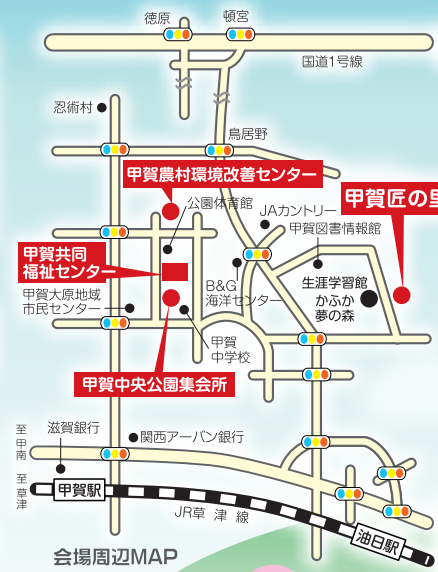 徳原
頓宮
国道1号線
忍術村
鳥居野
甲賀農村環境改善センター
公園体育館
JAカントリー
甲賀匠の里
甲賀図書情報館
甲賀共同
福祉センター
甲賀大原地域
市民センター
B&G
海洋センター
生涯学習館
かふか
夢の森
甲賀
中学校
甲賀中央公園集会所
至甲南
滋賀銀行
関西アーバン銀行
至草津
甲賀駅
JR草津線
油日駅
会場周辺MAP